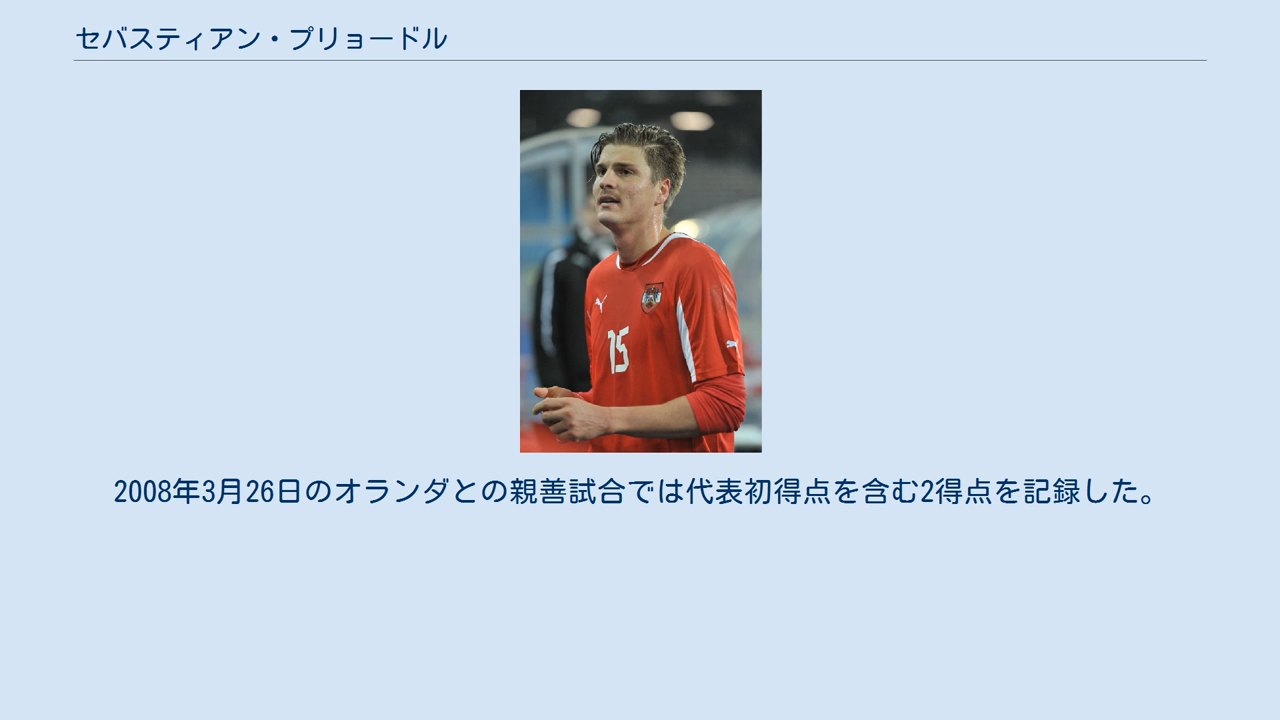 セバスティアン・プリョードル
15
2008年3月26日のオランダとの親善試合では代表初得点を含む2得点を記録した。